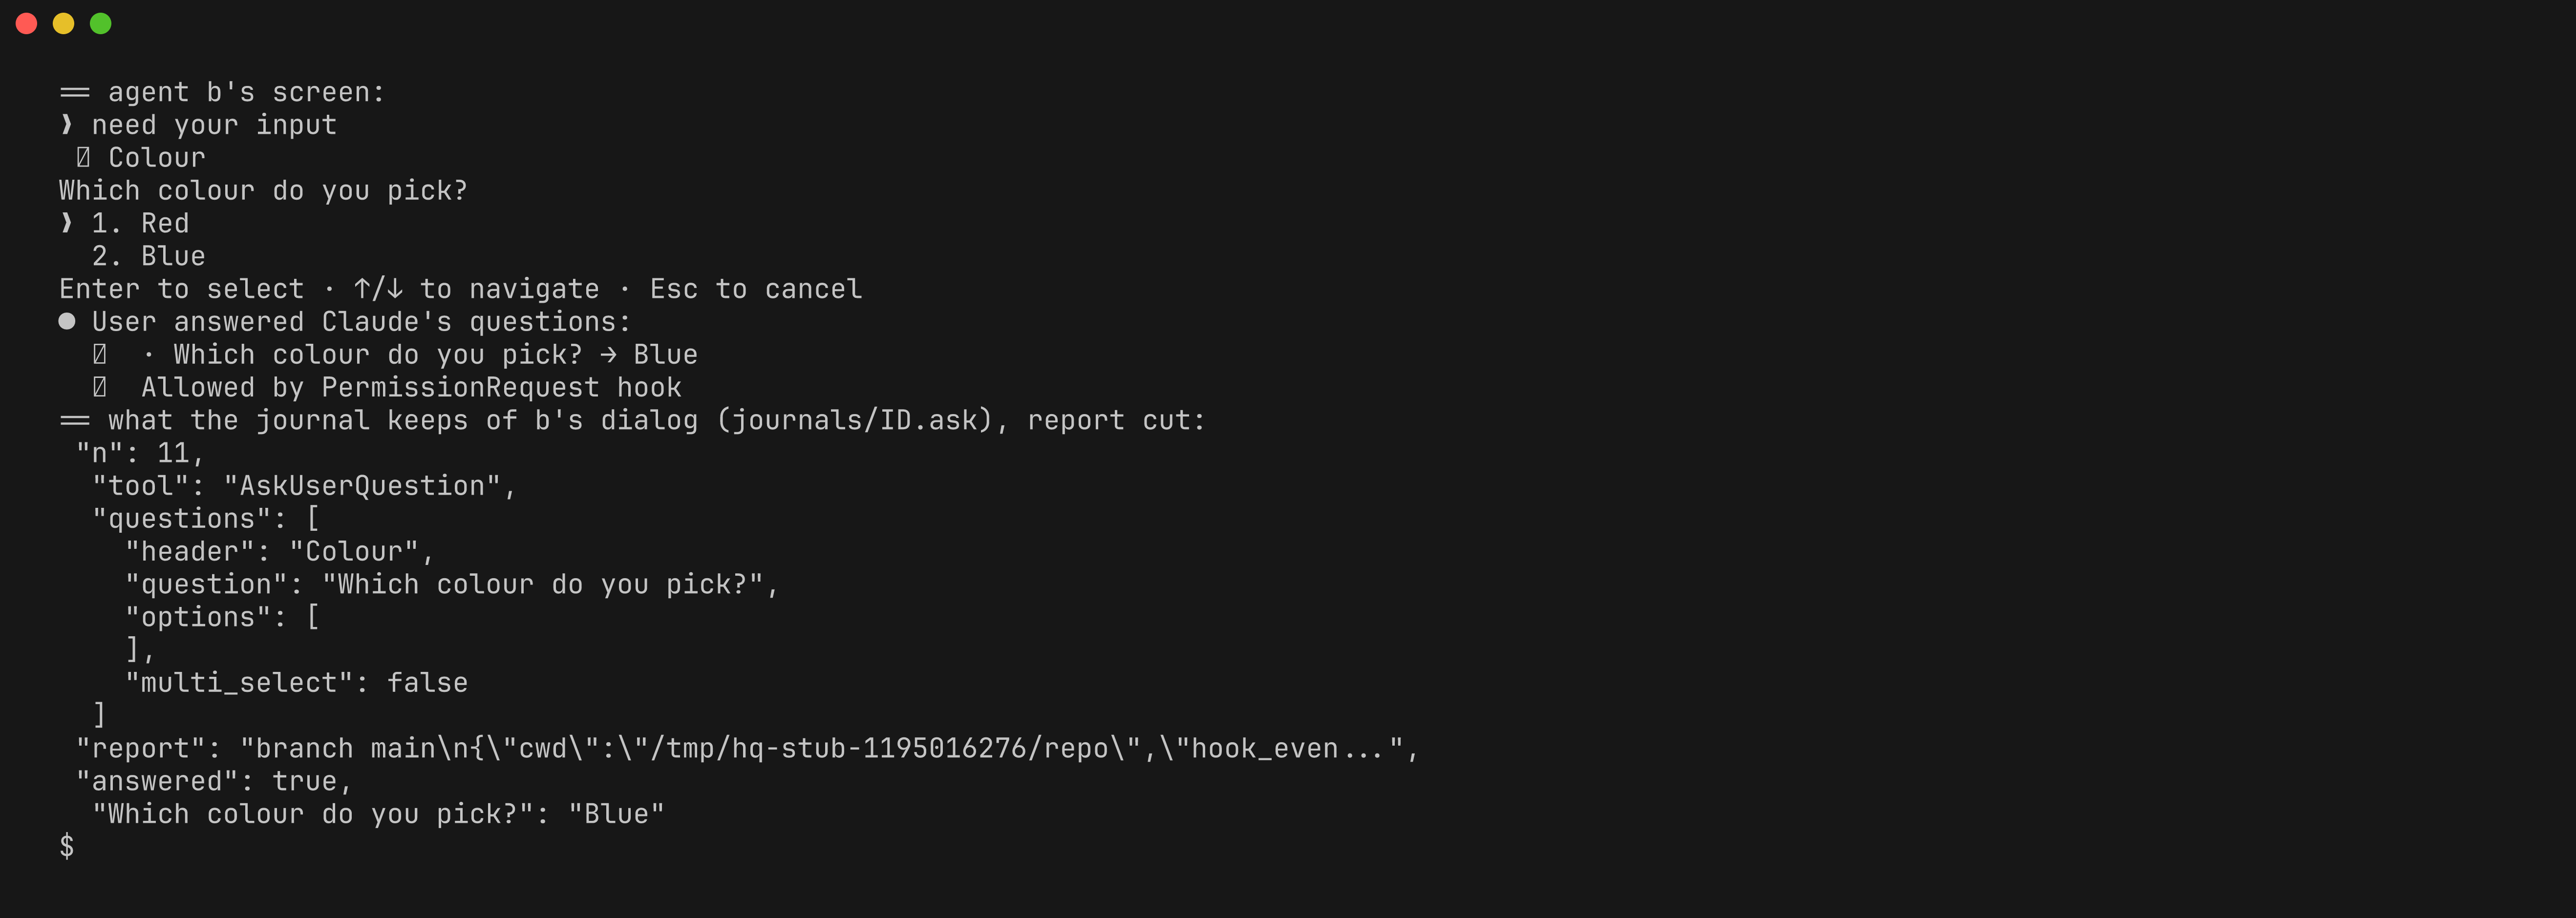 == agent b's screen:
❯ need your input
 ☐ Colour
Which colour do you pick?
❯ 1. Red
  2. Blue
Enter to select · ↑/↓ to navigate · Esc to cancel
● User answered Claude's questions:
    · Which colour do you pick? → Blue
    Allowed by PermissionRequest hook
== what the journal keeps of b's dialog (journals/ID.ask), report cut:
 "n": 11,
  "tool": "AskUserQuestion",
  "questions": [
    "header": "Colour",
    "question": "Which colour do you pick?",
    "options": [
    ],
    "multi_select": false
  ]
 "report": "branch main\n{\"cwd\":\"/tmp/hq-stub-1195016276/repo\",\"hook_even...",
 "answered": true,
  "Which colour do you pick?": "Blue"
$